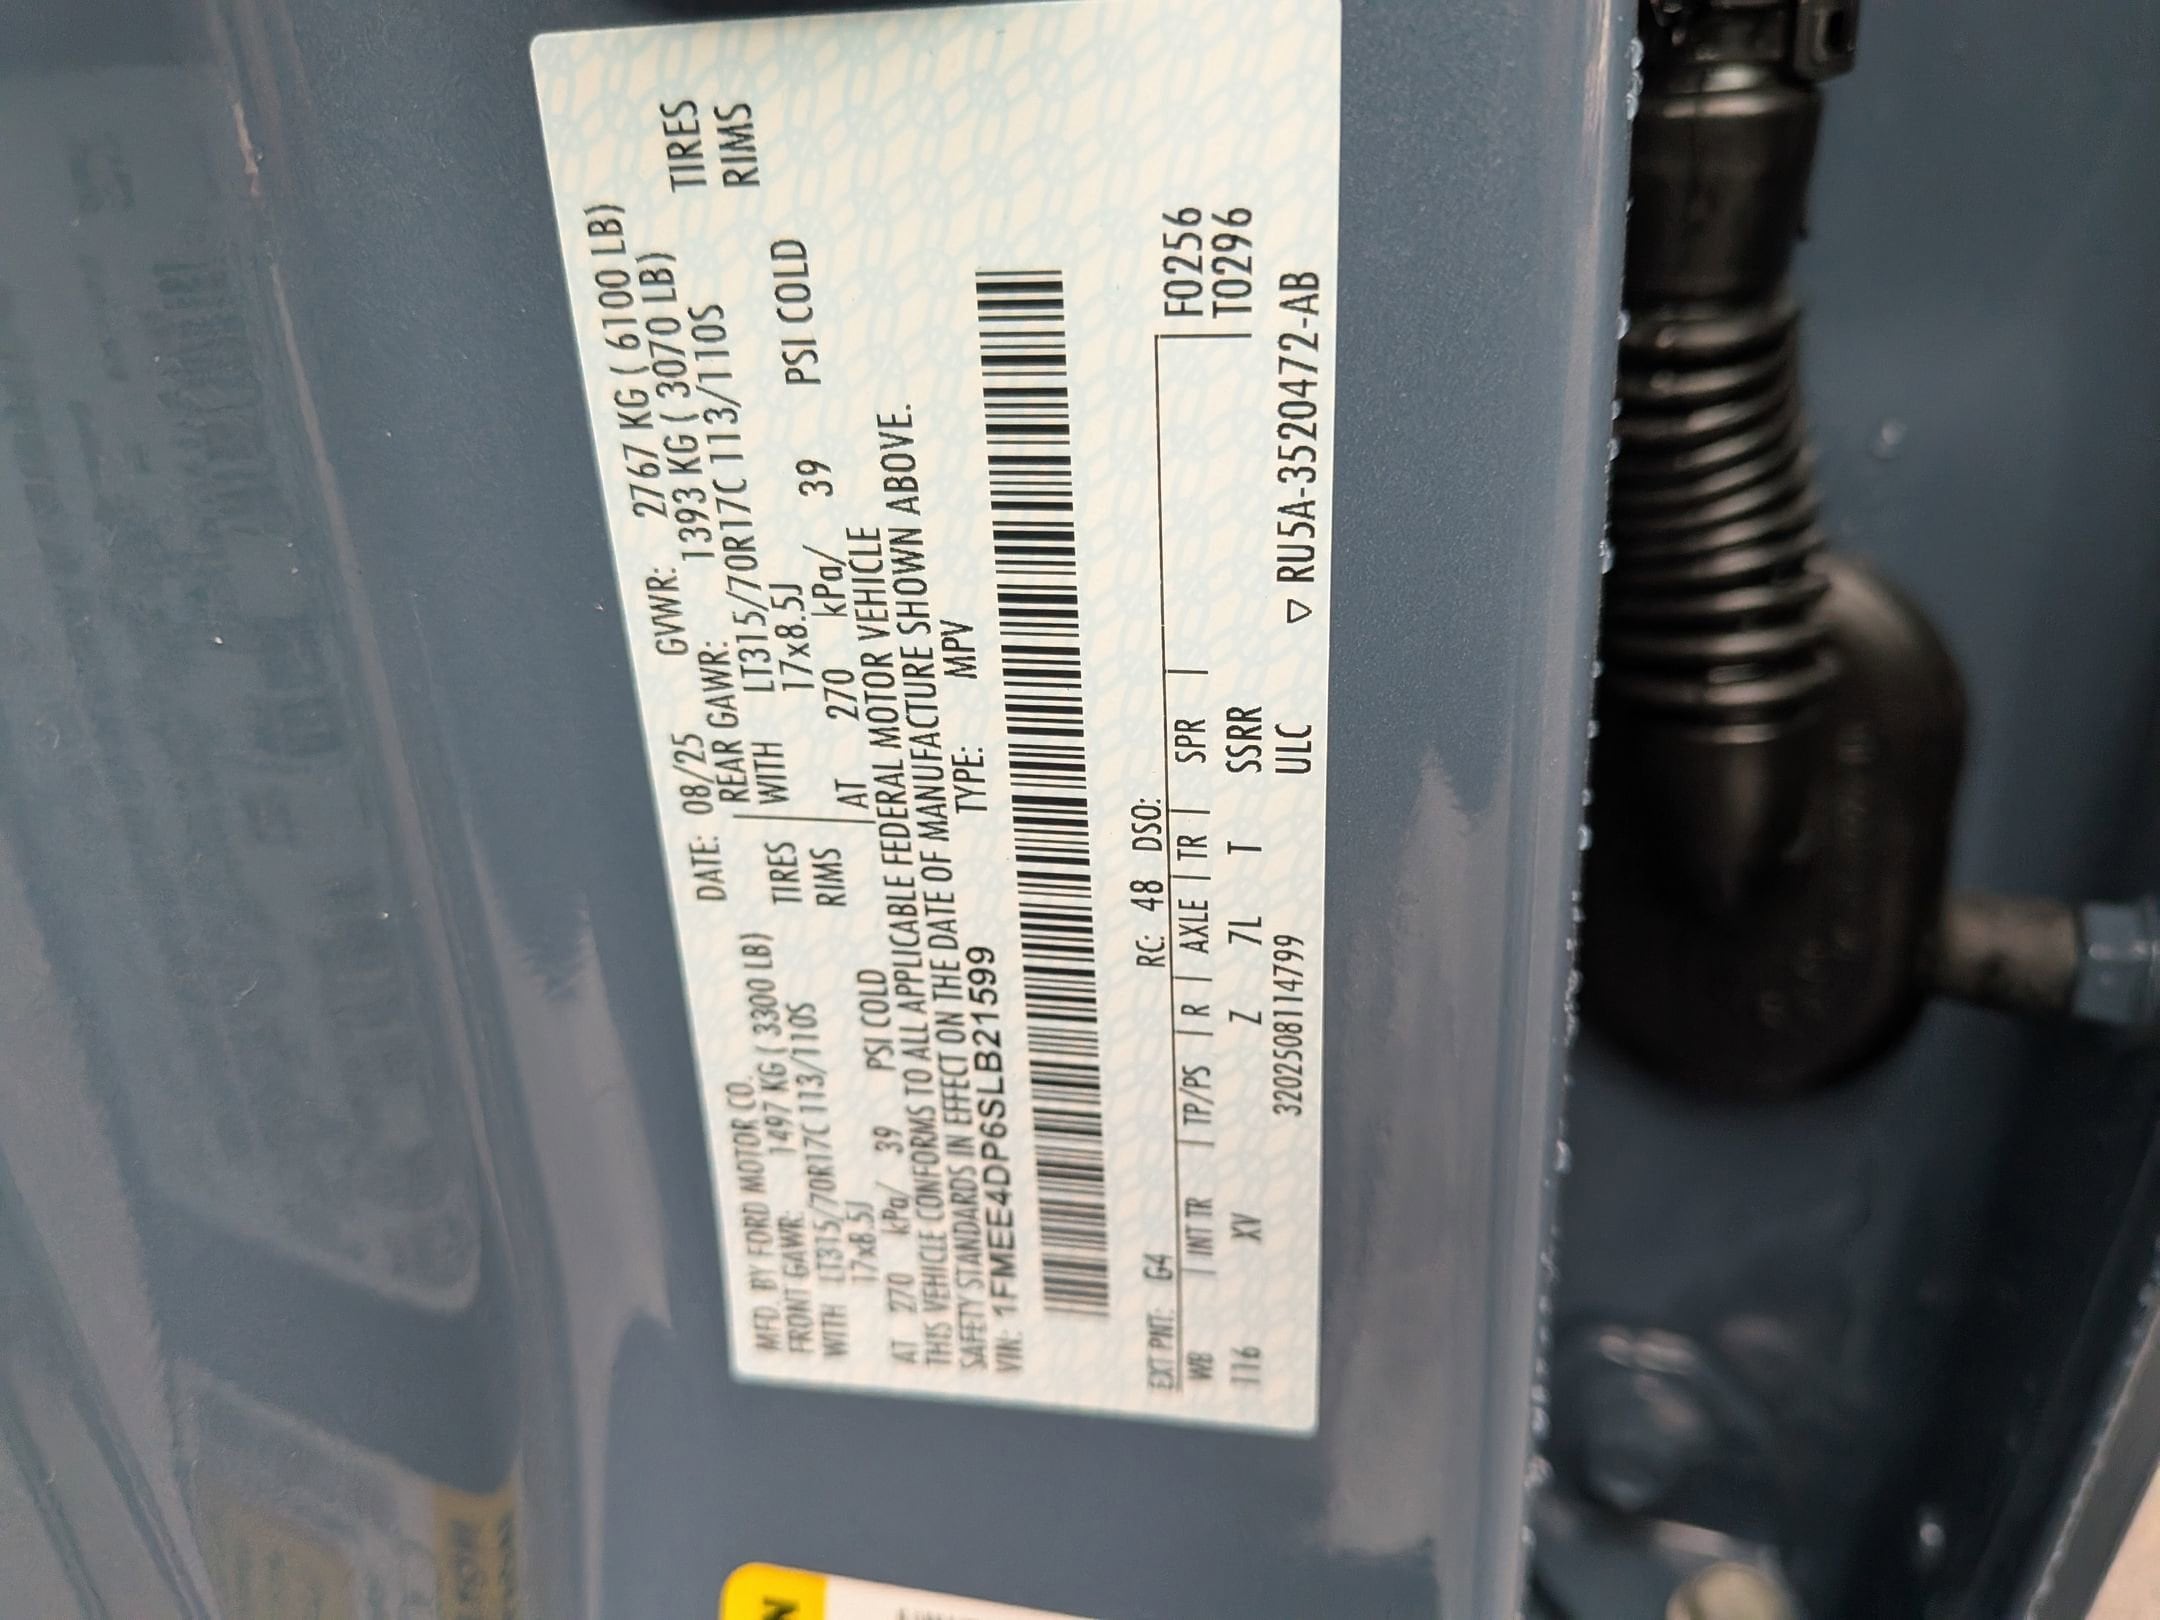 MFD. BY FORD MOTOR CO.
DATE: 08/25 GVWR: 2767 KG ( 6100 LB)
FRONT GAWR: 1497 KG ( 3300 LB) REAR GAWR: 1393 KG ( 3070 LB)
WITH LT315/70R17C 113/110S TIRES WITH LT315/70R17C 113/110S TIRES
17x8.5J RIMS 17x8.5J RIMS
AT 270 kPa/ 39 PSI COLD AT 270 kPa/ 39 PSI COLD
THIS VEHICLE CONFORMS TO ALL APPLICABLE FEDERAL MOTOR VEHICLE
SAFETY STANDARDS IN EFFECT ON THE DATE OF MANUFACTURE SHOWN ABOVE.
VIN: 1FMEE4DP6SLB21599 TYPE: MPV
EXT PNT: G4 RC: 48 DSO:
WB | INT TR | TP/PS | R | AXLE | TR | SPR | F0256
116 XV Z 7L T SSRR T0296
3202508114799 ULC ▽ RU5A-3520472-AB